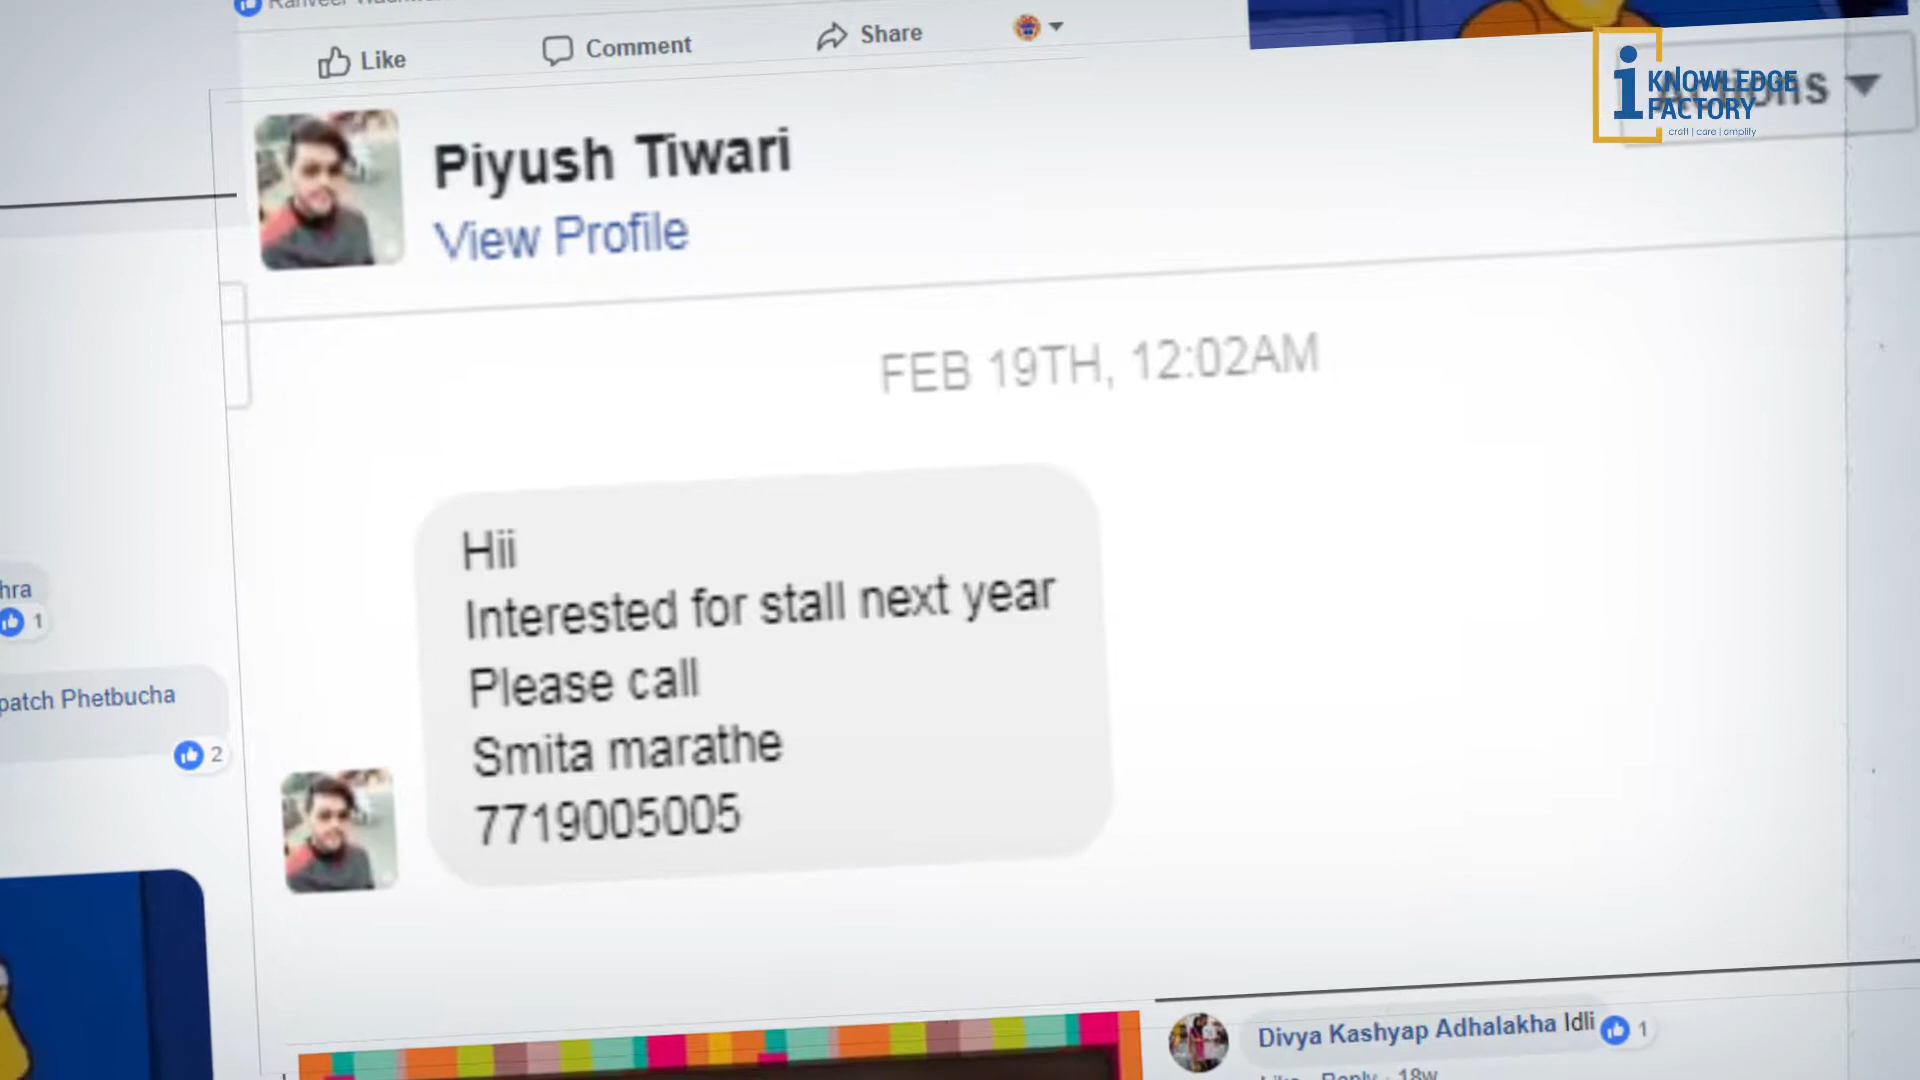 Like
Comment
Share
Piyush Tiwari
View Profile
i KNOWLEDGE
FACTORY
craft | care | amplify
FEB 19TH, 12:02AM
Hii
Interested for stall next year
Please call
Smita marathe
7719005005
hra
1
patch Phetbucha
2
Divya Kashyap Adhalakha Idli
1
18w